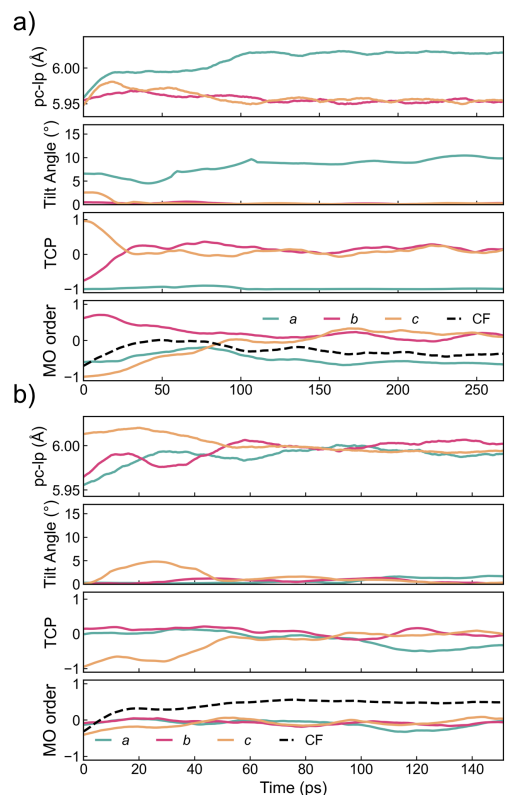 a)
pc-lp (Å)
6.00
5.95
Tilt Angle (°)
15
10
5
0
TCP
1
0
−1
MO order
1
0
−1
a b c CF
0 50 100 150 200 250
b)
pc-lp (Å)
6.00
5.95
Tilt Angle (°)
15
10
5
0
TCP
1
0
−1
MO order
1
0
−1
a b c CF
0 20 40 60 80 100 120 140
Time (ps)